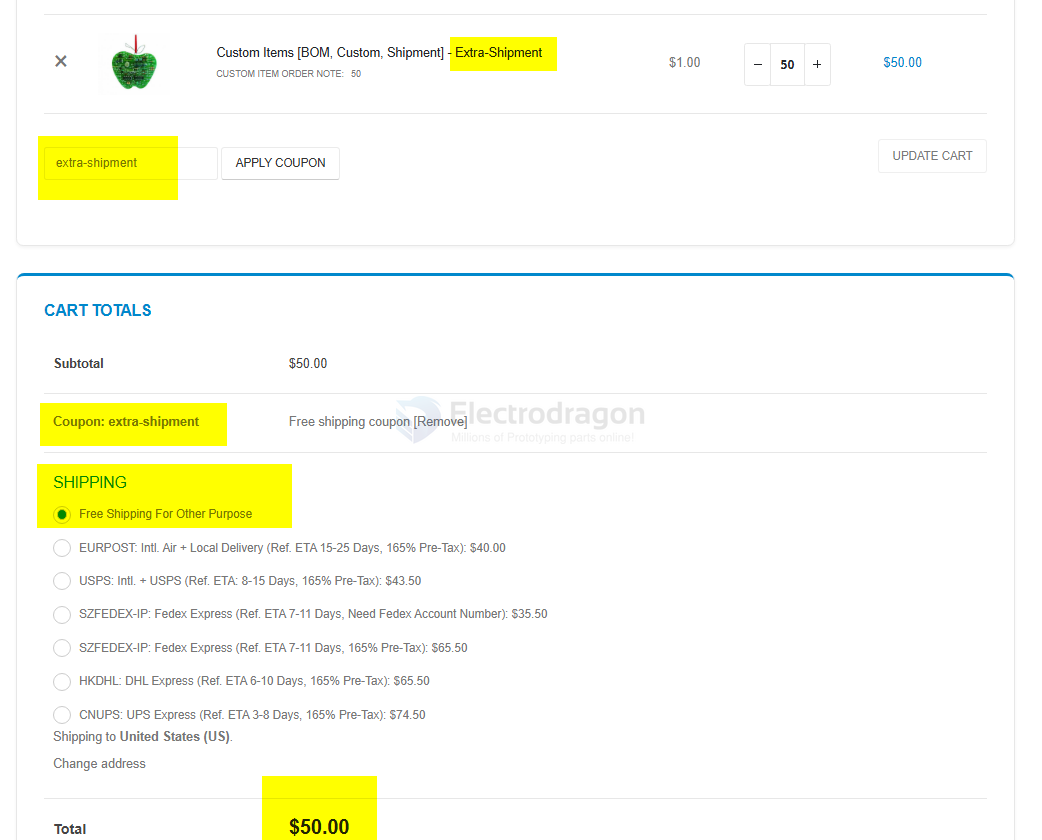 Custom Items [BOM, Custom, Shipment] - Extra-Shipment
CUSTOM ITEM ORDER NOTE: 50
$1.00
− 50 +
$50.00
extra-shipment
APPLY COUPON
UPDATE CART
CART TOTALS
Subtotal $50.00
Coupon: extra-shipment Free shipping coupon [Remove]
Electrodragon
Millions of Prototyping parts online!
SHIPPING
Free Shipping For Other Purpose
EURPOST: Intl. Air + Local Delivery (Ref. ETA 15-25 Days, 165% Pre-Tax): $40.00
USPS: Intl. + USPS (Ref. ETA: 8-15 Days, 165% Pre-Tax): $43.50
SZFEDEX-IP: Fedex Express (Ref. ETA 7-11 Days, Need Fedex Account Number): $35.50
SZFEDEX-IP: Fedex Express (Ref. ETA 7-11 Days, 165% Pre-Tax): $65.50
HKDHL: DHL Express (Ref. ETA 6-10 Days, 165% Pre-Tax): $65.50
CNUPS: UPS Express (Ref. ETA 3-8 Days, 165% Pre-Tax): $74.50
Shipping to United States (US).
Change address
Total $50.00